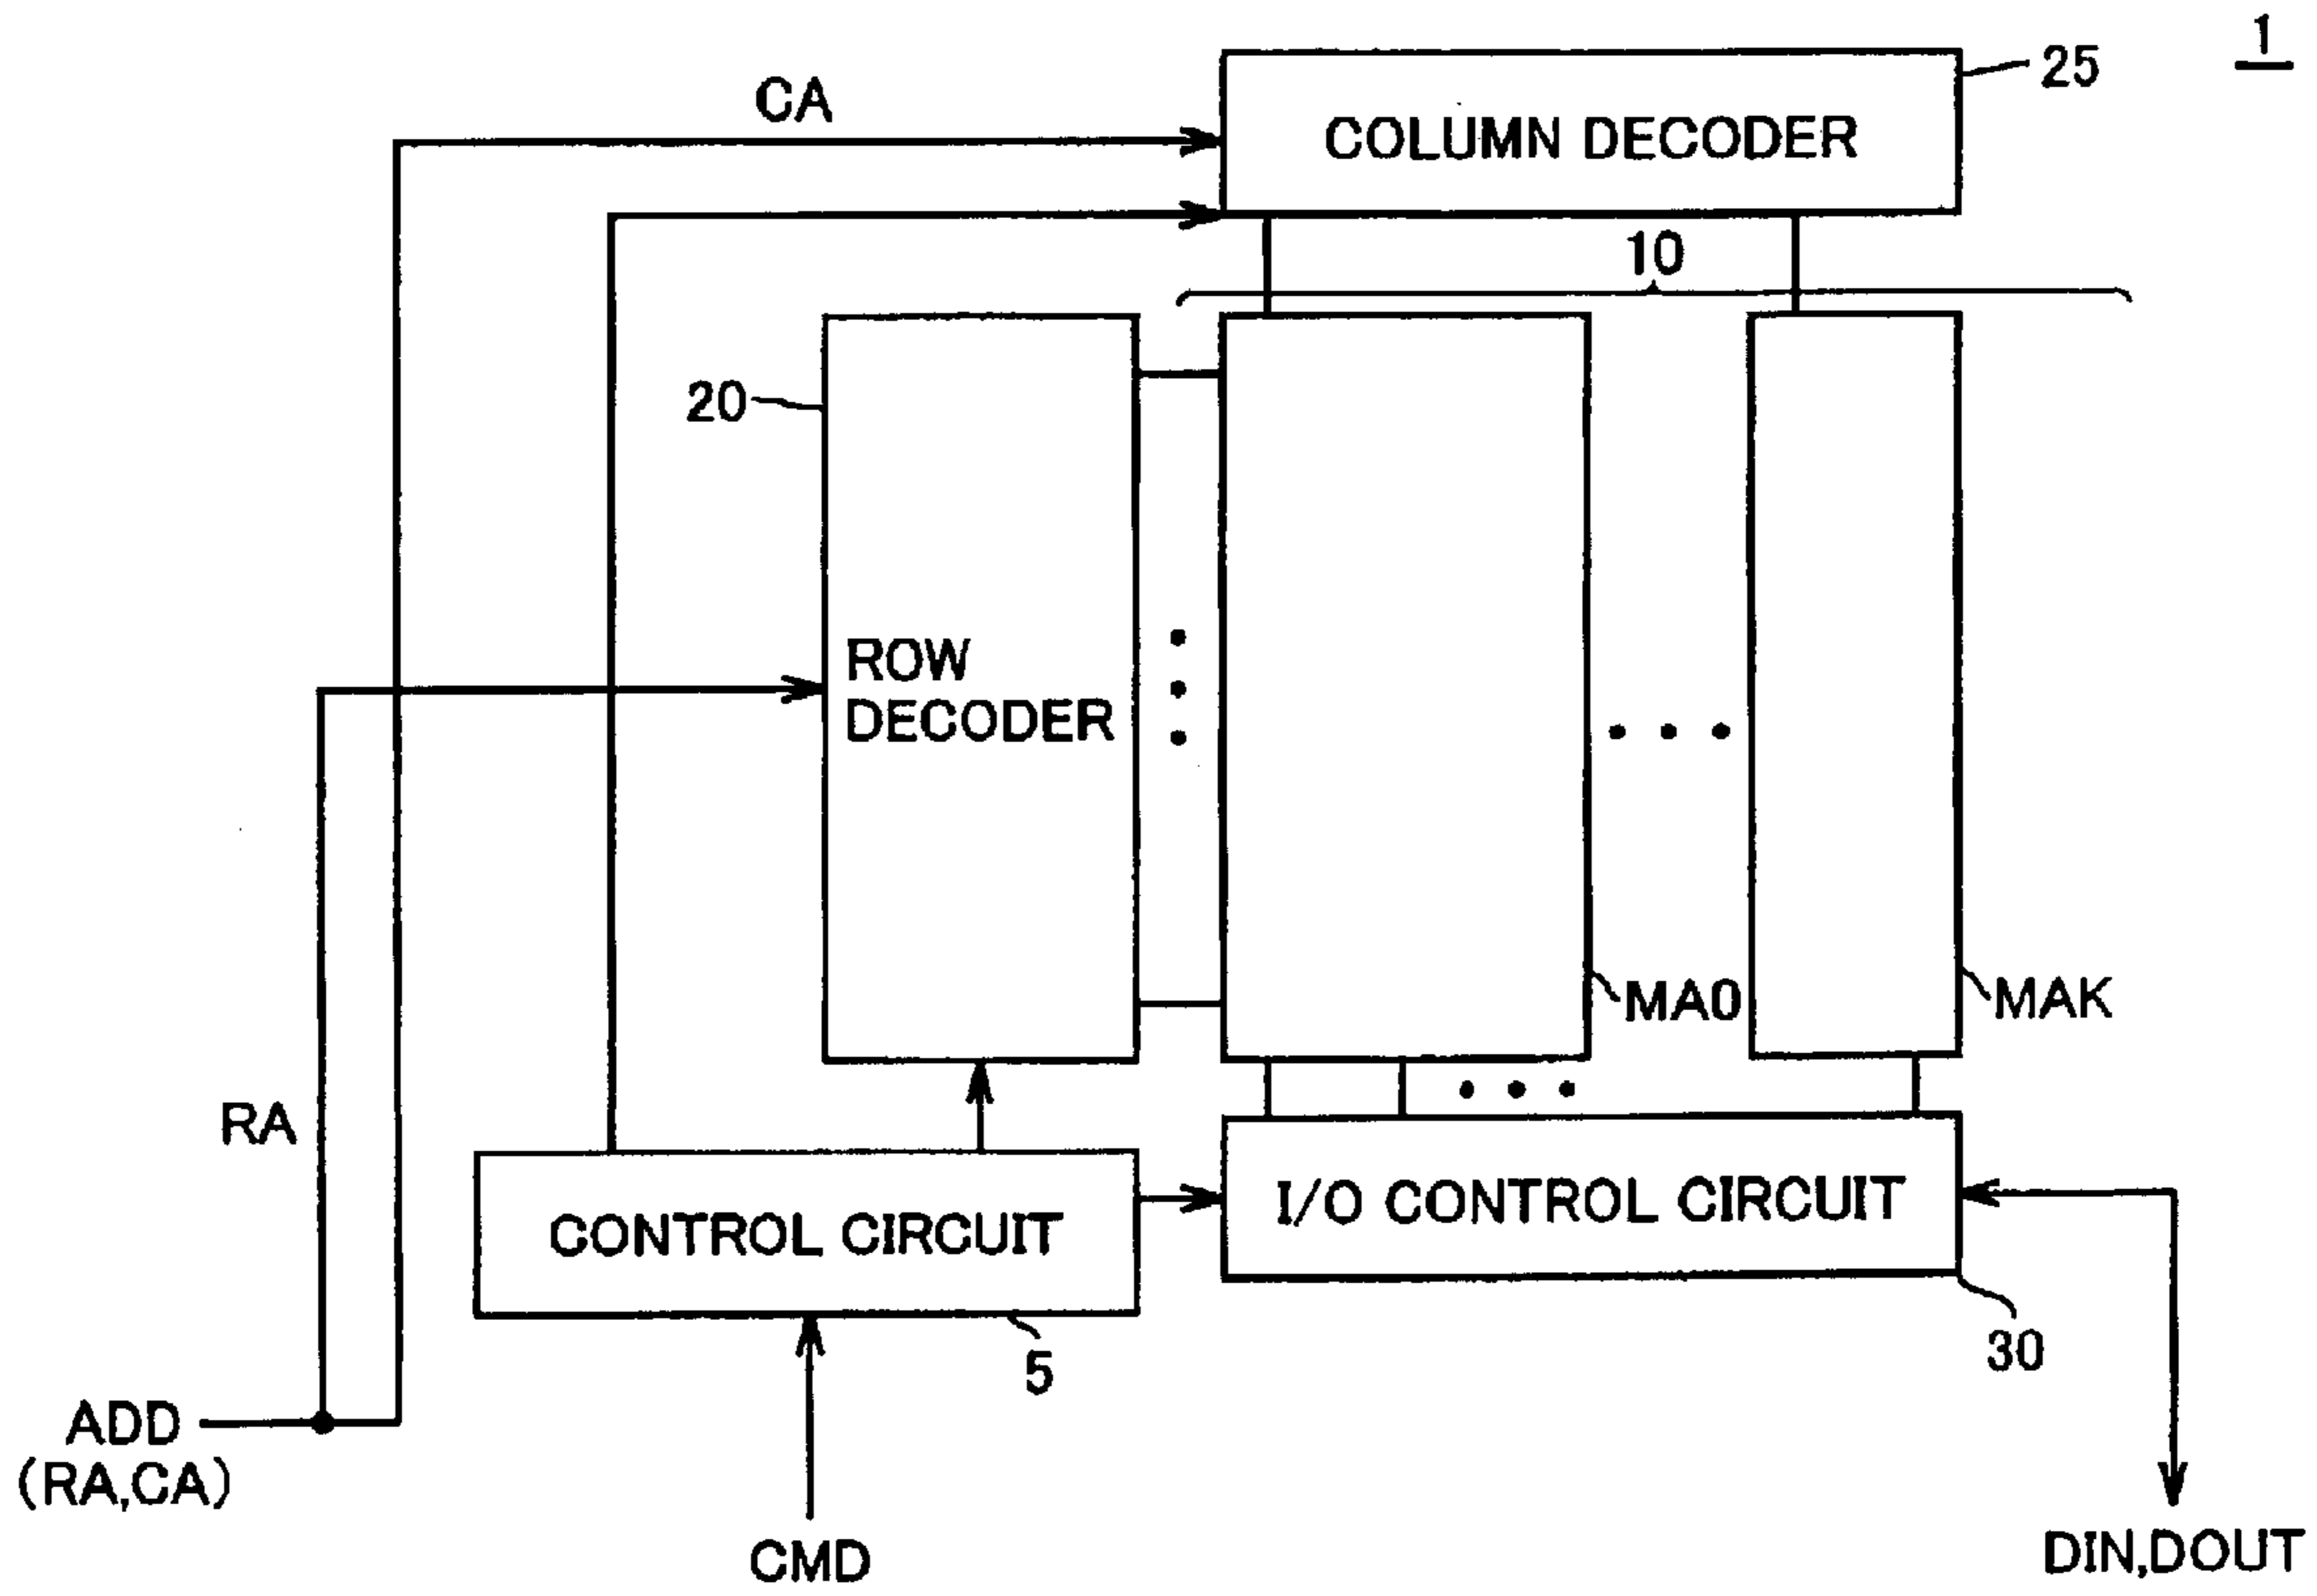 1
25
CA
COLUMN DECODER
10
20
ROW
DECODER
MA0
MAK
RA
I/O CONTROL CIRCUIT
CONTROL CIRCUIT
30
5
ADD
(RA,CA)
CMD
DIN,DOUT